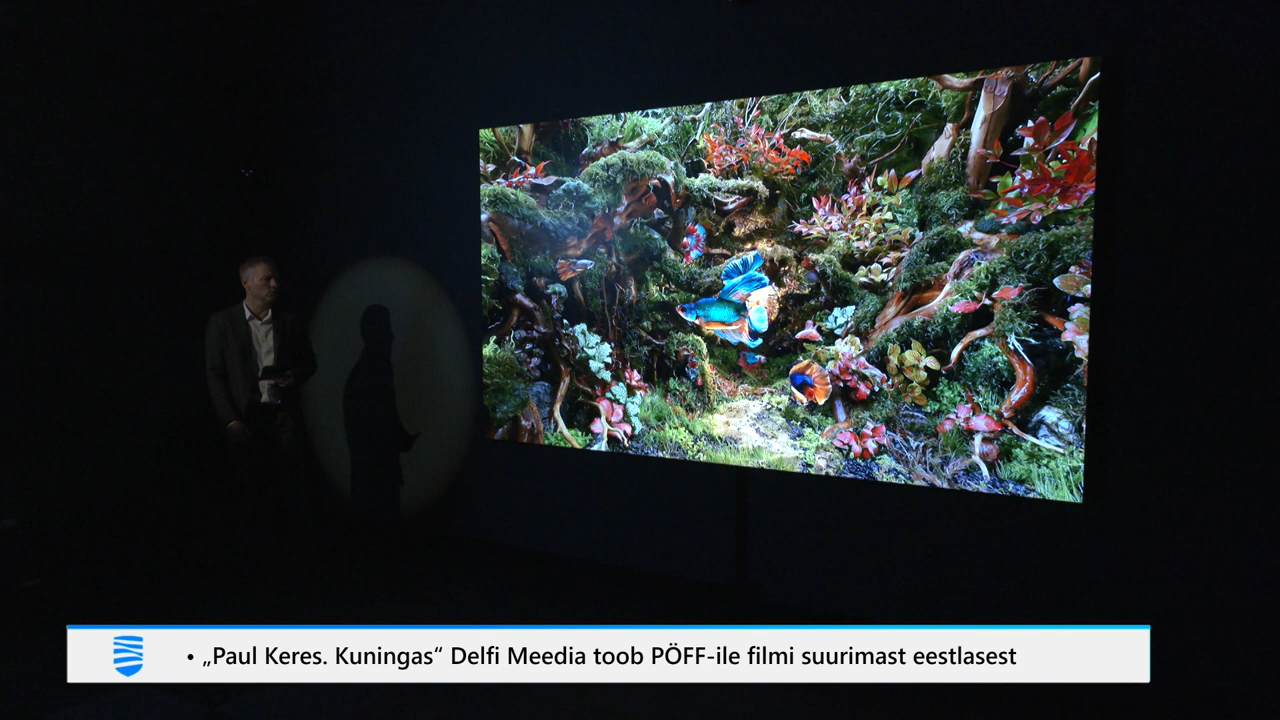 • „Paul Keres. Kuningas“ Delfi Meedia toob PÖFF-ile filmi suurimast eestlasest